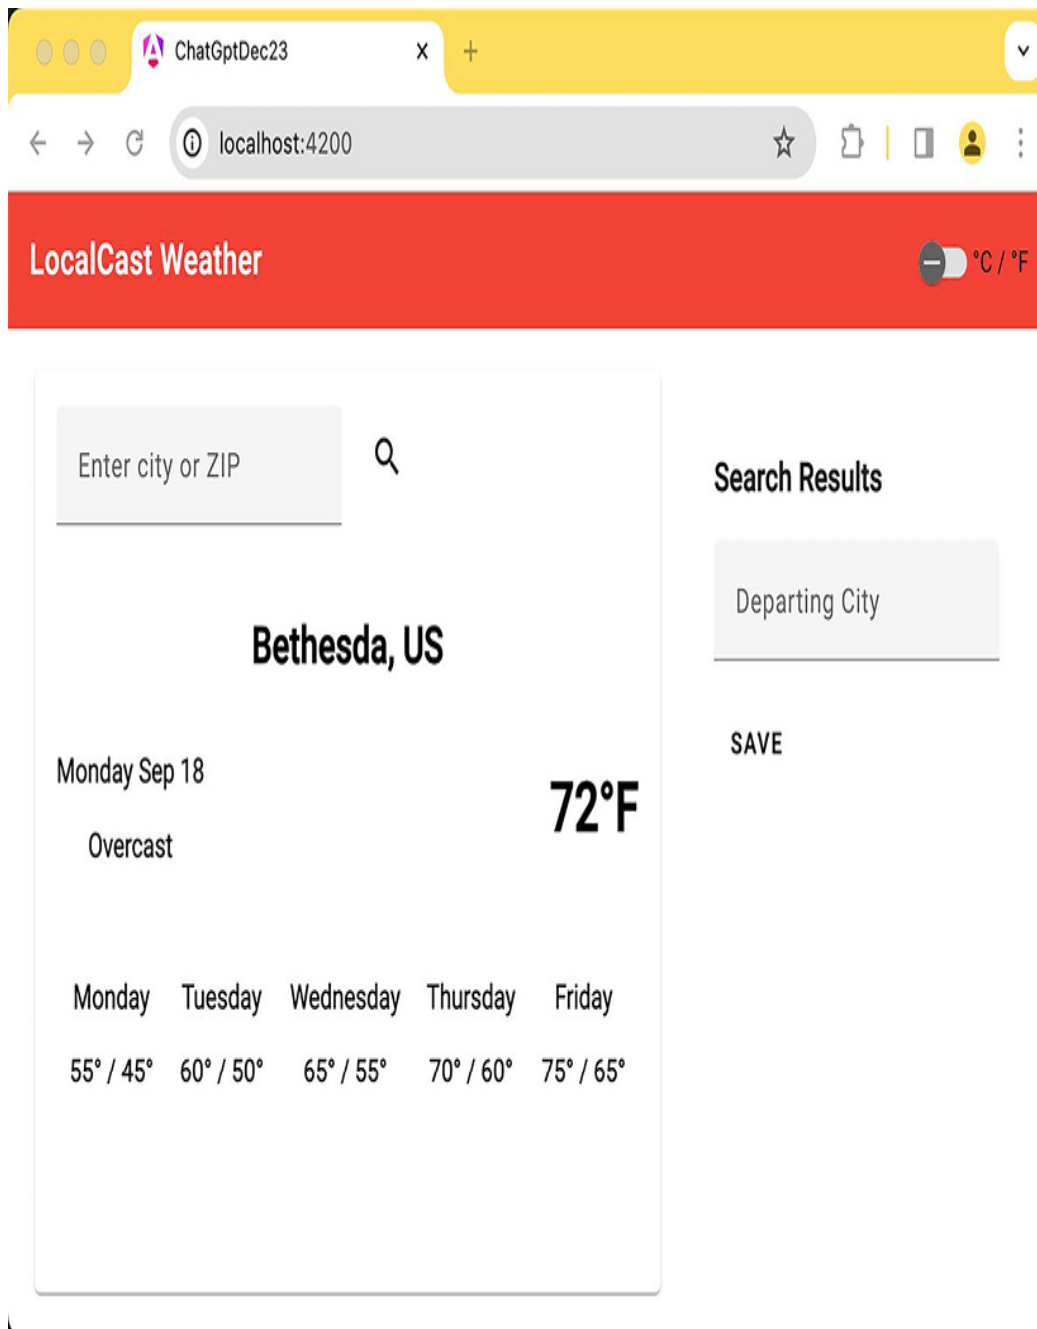 ChatGptDec23
localhost:4200
LocalCast Weather
°C / °F
Enter city or ZIP
Bethesda, US
Monday Sep 18
Overcast
72°F
Monday Tuesday Wednesday Thursday Friday
55° / 45° 60° / 50° 65° / 55° 70° / 60° 75° / 65°
Search Results
Departing City
SAVE